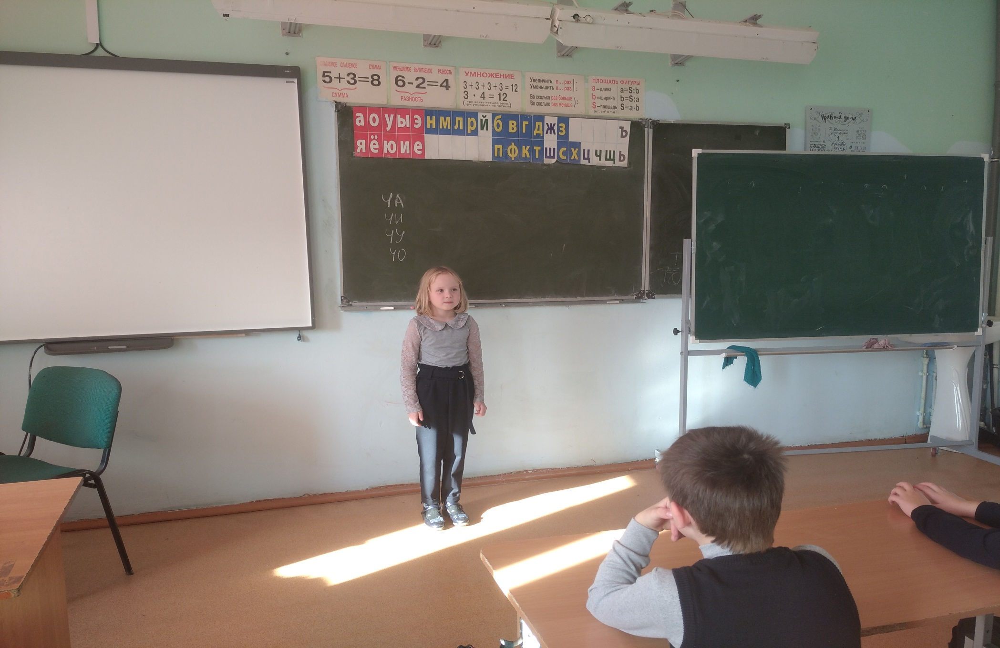 СЛАГАЕМОЕ СЛАГАЕМОЕ СУММА
5+3=8
СУММА
УМЕНЬШАЕМОЕ ВЫЧИТАЕМОЕ РАЗНОСТЬ
6-2=4
РАЗНОСТЬ
УМНОЖЕНИЕ
3+3+3+3=12
3·4=12
(три взять четыре раза
три умножить на четыре)
Увеличить в... раз
Уменьшить в... раз
Во сколько раз больше
Во сколько раз меньше
ПЛОЩАДЬ ФИГУРЫ
a–длина a=S:b
b–ширина b=S:a
S–площадь S=a·b
(м², см² и т.д.)
а о у ы э н м л р й б в г д ж з ъ
я ё ю и е п ф к т ш с х ц ч щ ь
ЧА
ЧИ
ЧУ
ЧО
Правила дома